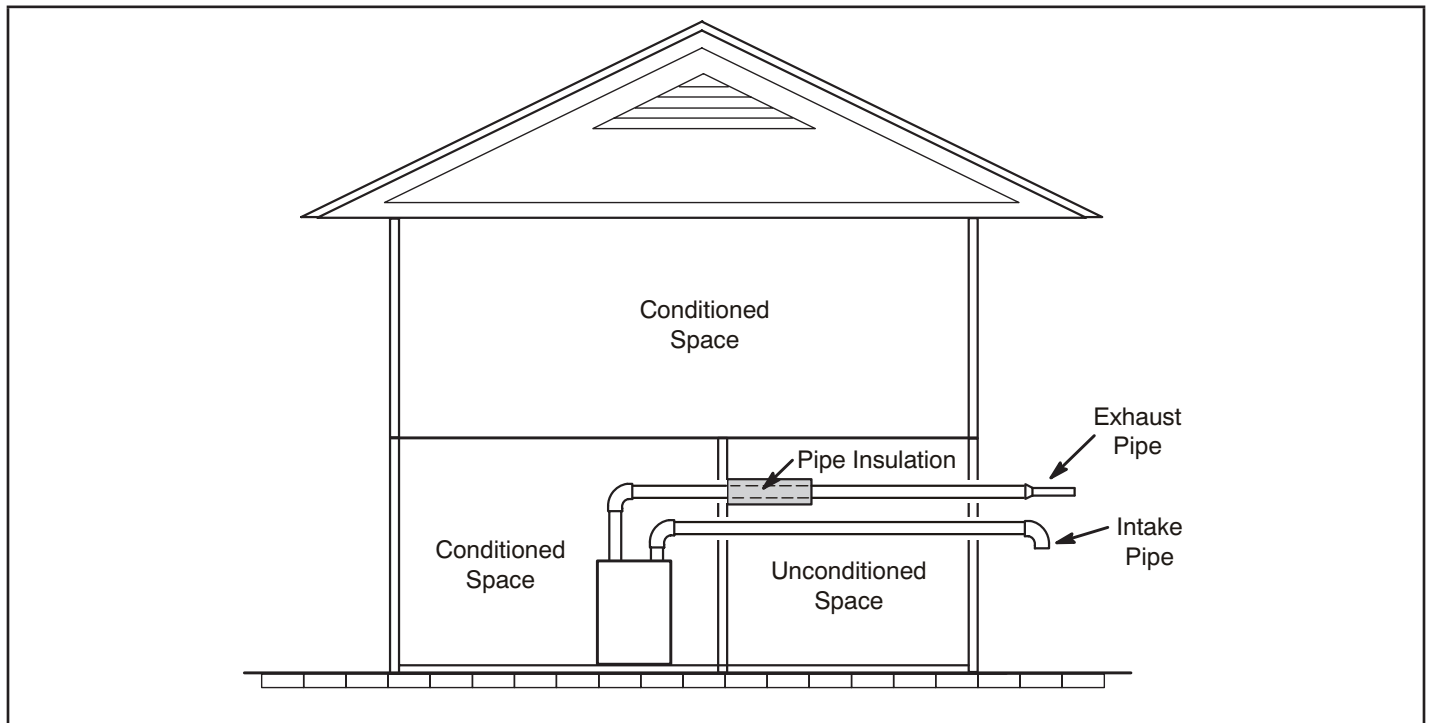 Conditioned
Space
Exhaust
Pipe
Pipe Insulation
Intake
Pipe
Conditioned
Space
Unconditioned
Space